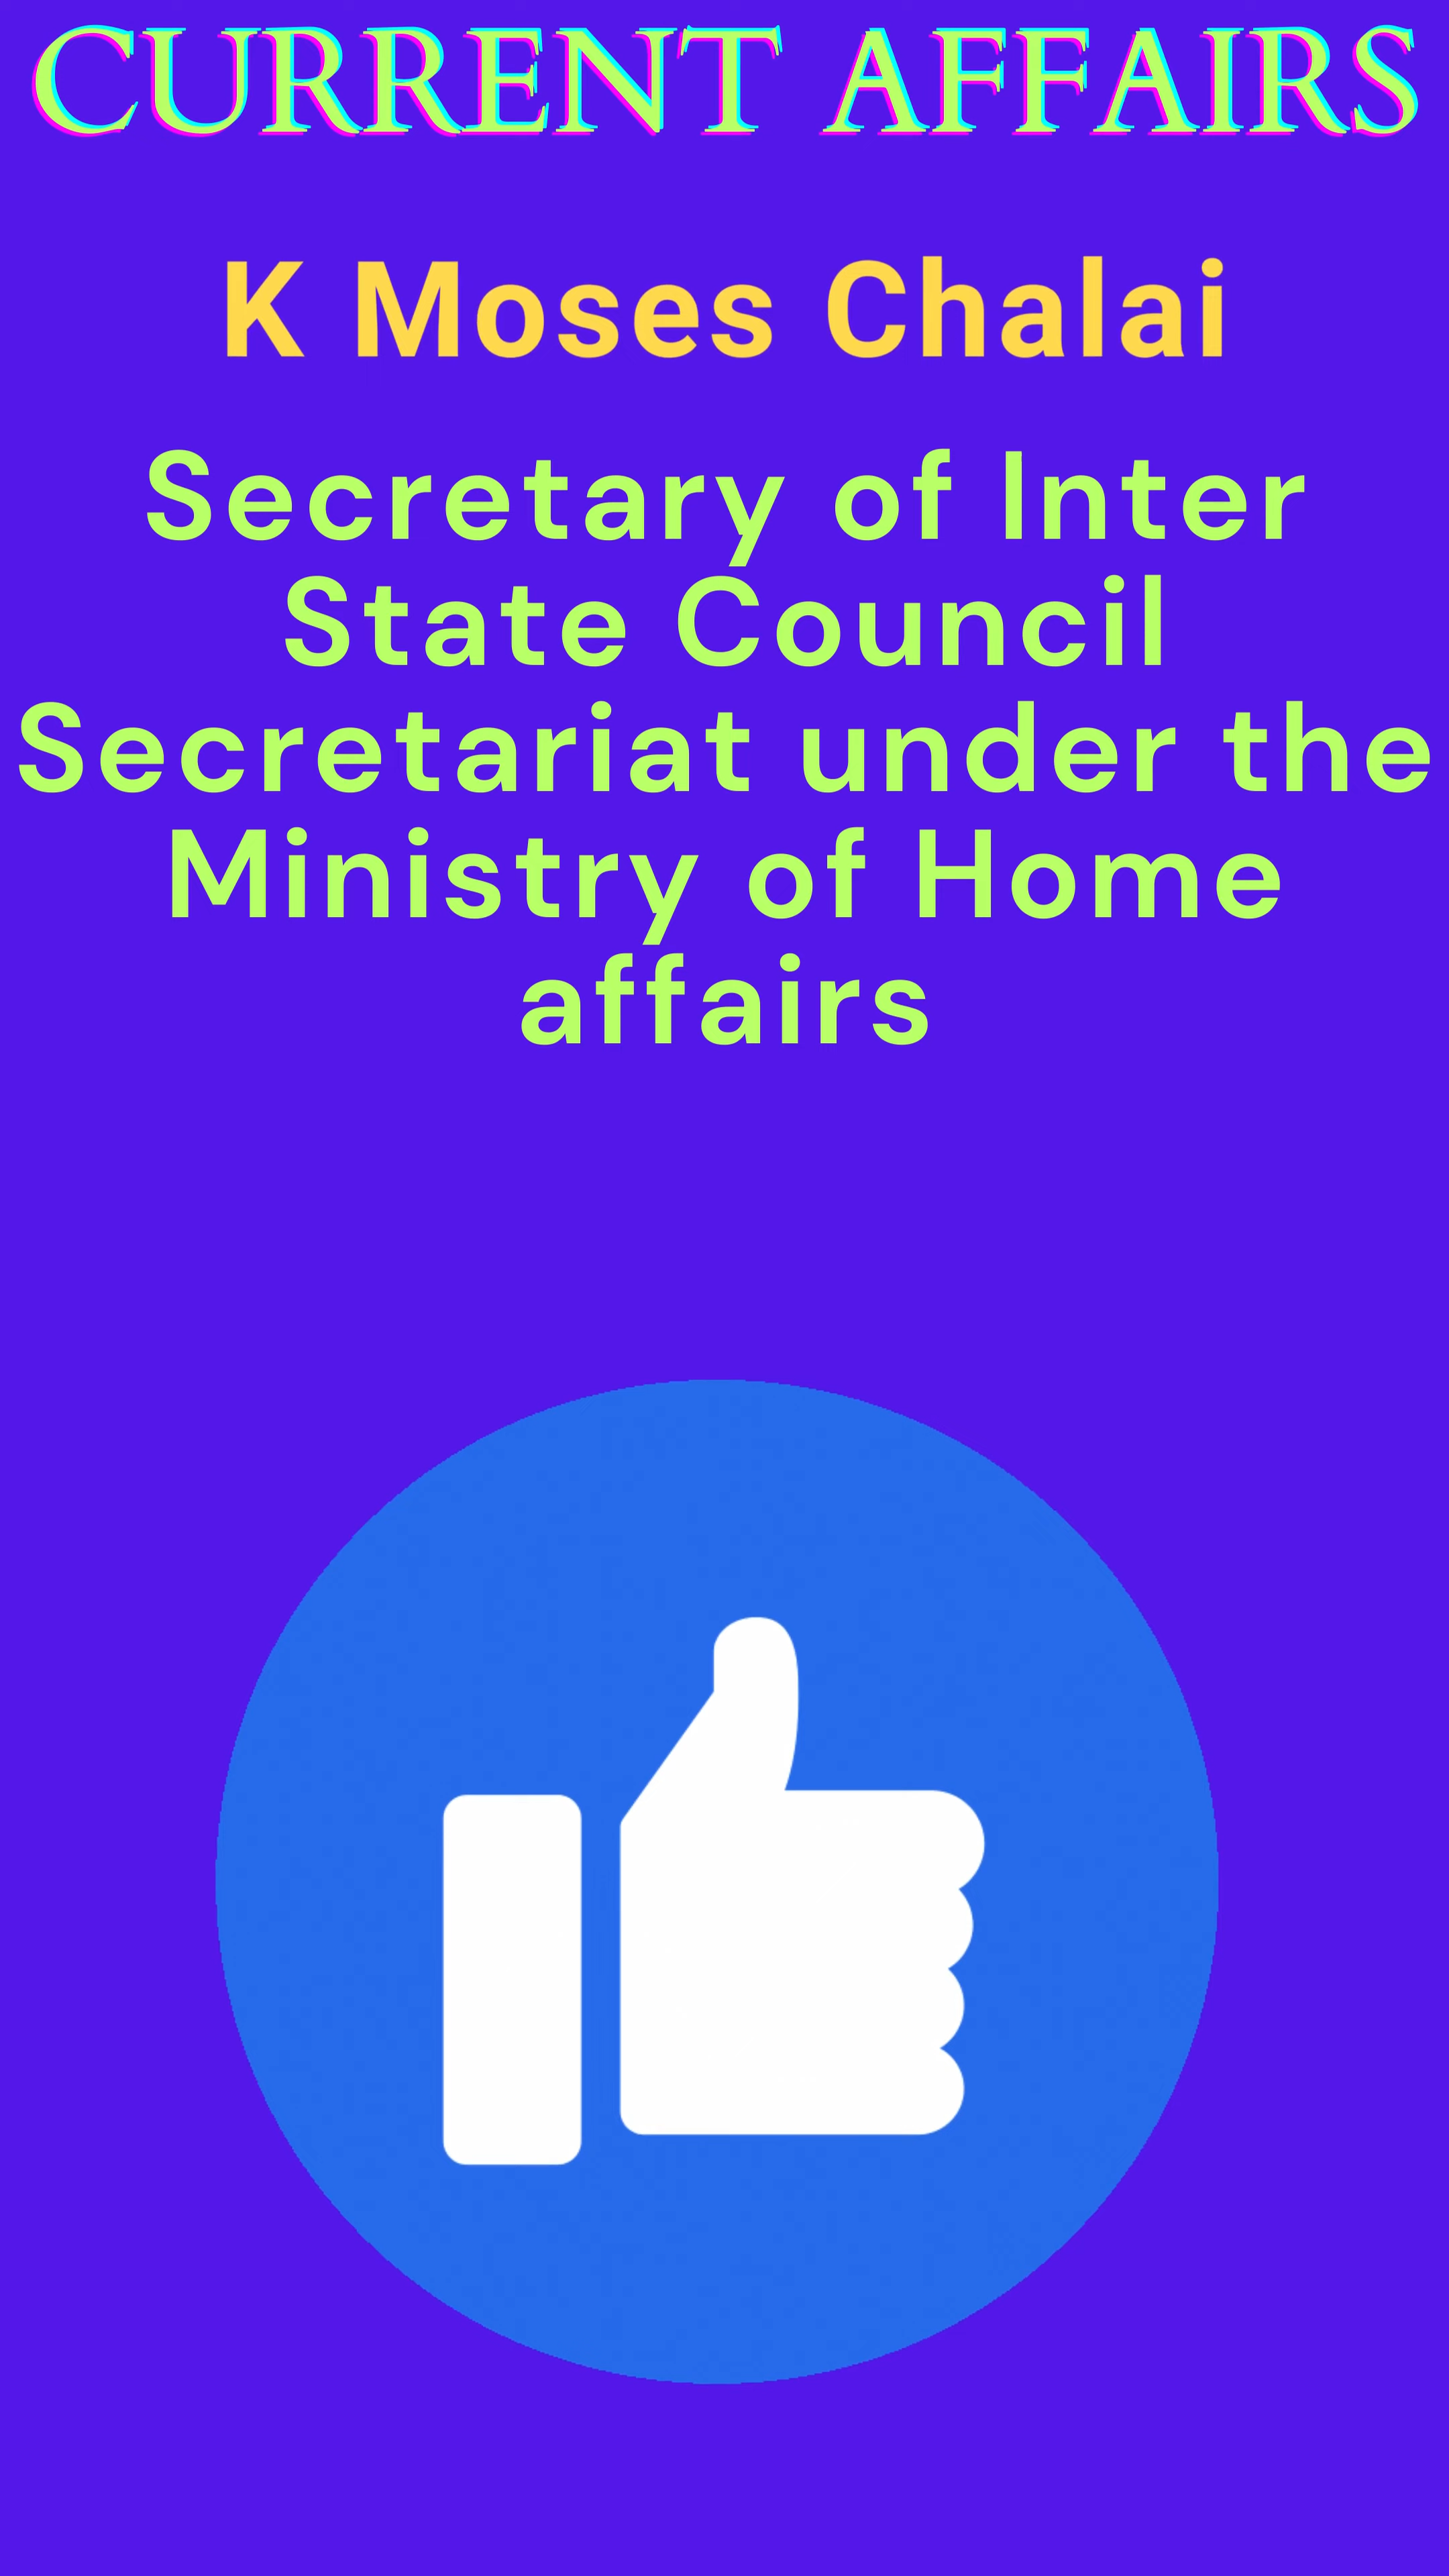 CURRENT AFFAIRS
K Moses Chalai
Secretary of Inter
State Council
Secretariat under the
Ministry of Home
affairs